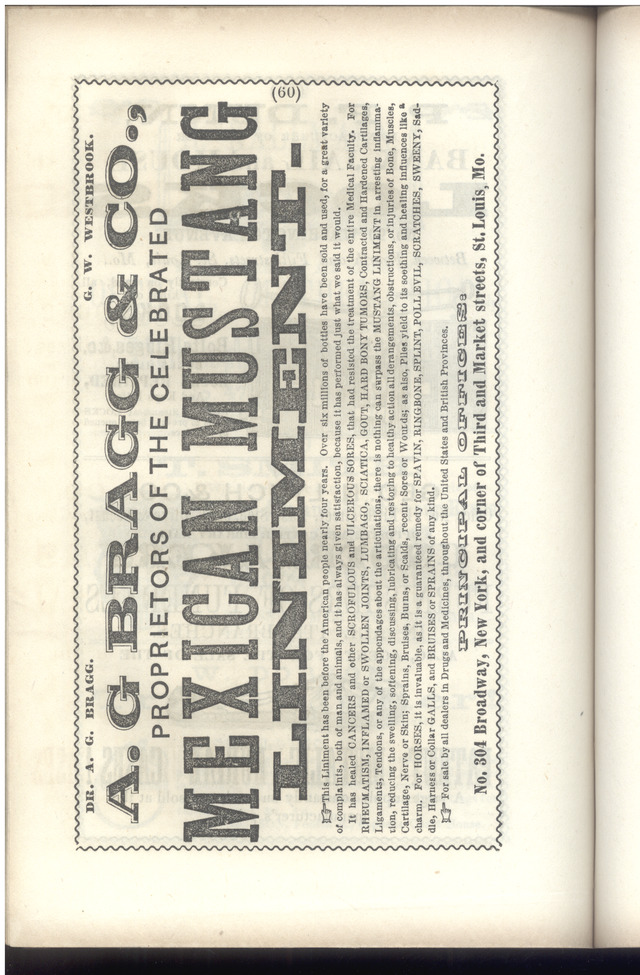 DR. A. G. BRAGG. G. W. WESTBROOK.
A. G BRAGG & CO.,
PROPRIETORS OF THE CELEBRATED
MEXICAN MUSTANG
LINIMENT.
(60)
☞This Liniment has been before the American people nearly four years. Over six millions of bottles have been sold and used, for a great variety
of complaints, both of man and animals, and it has always given satisfaction, because it has performed just what we said it would.
It has healed CANCERS and other SCROFULOUS and ULCEROUS SORES, that had resisted the treatment of the entire Medical Faculty. For
RHEUMATISM, INFLAMED or SWOLLEN JOINTS, LUMBAGO, SCIATICA, GOUT, HARD BONY TUMORS, Contracted and Hardened Cartilages,
Ligaments, Tendons, or any of the appendages about the articulations, there is nothing can surpass the MUSTANG LINIMENT in arresting inflamma-
tion, reducing the swelling, softening, discussing, lubricating and restoring to healthy action all derangements, obstructions, or injuries of Bone, Muscles,
Cartilage, Nerve or Skin; Sprains, Bruises, Burns, or Scalds, recent Sores or Wounds; as also, Piles yield to its soothing and healing influences like a
charm. For HORSES, it is invaluable, as it is a guaranteed remedy for SPAVIN, RINGBONE, SPLINT, POLL EVIL, SCRATCHES, SWEENY, Sad-
dle, Harness or Collar GALLS, and BRUISES or SPRAINS of any kind.
☞For sale by all dealers in Drugs and Medicines, throughout the United States and British Provinces.
PRINCIPAL OFFICES:
No. 304 Broadway, New York, and corner of Third and Market streets, St. Louis, Mo.